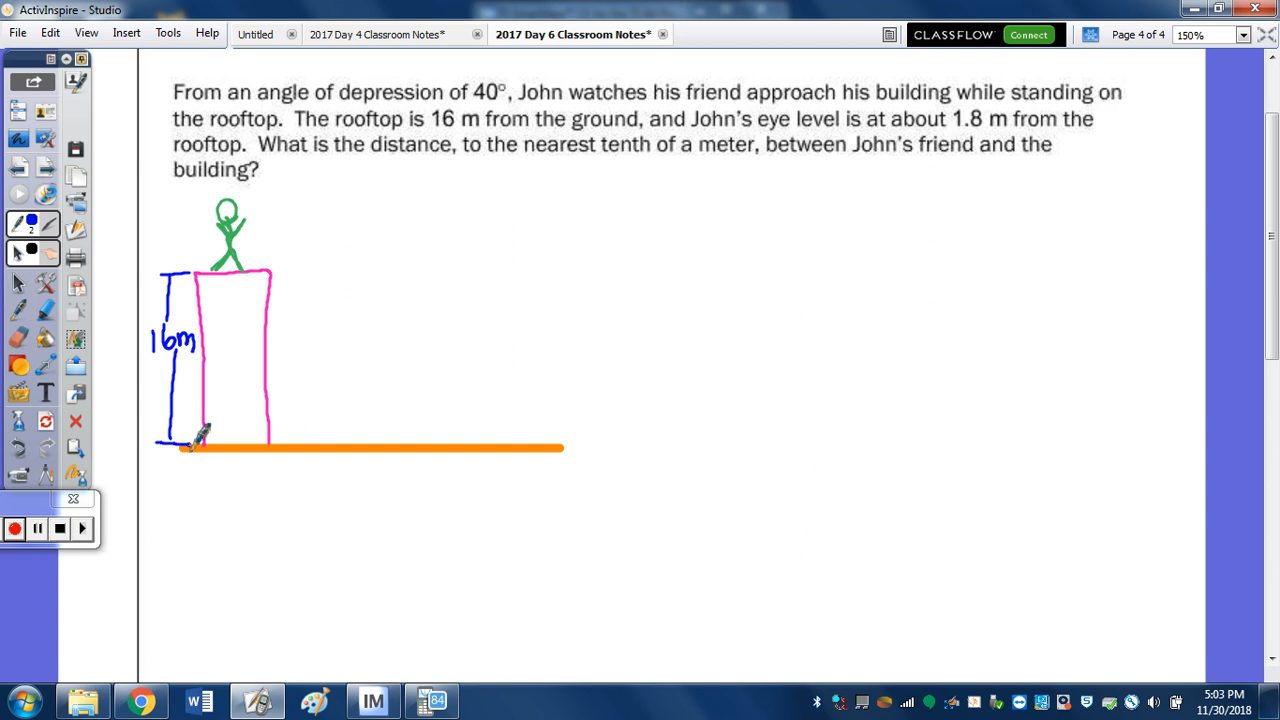 ActivInspire - Studio
File Edit View Insert Tools Help Untitled 2017 Day 4 Classroom Notes* 2017 Day 6 Classroom Notes* CLASSFLOW Connect Page 4 of 4 150%
From an angle of depression of 40°, John watches his friend approach his building while standing on
the rooftop. The rooftop is 16 m from the ground, and John's eye level is at about 1.8 m from the
rooftop. What is the distance, to the nearest tenth of a meter, between John's friend and the
building?
16m
2
T
W
IM
84
5:03 PM
11/30/2018